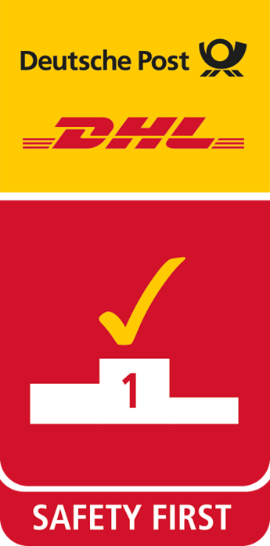 Deutsche Post
DHL
1
SAFETY FIRST